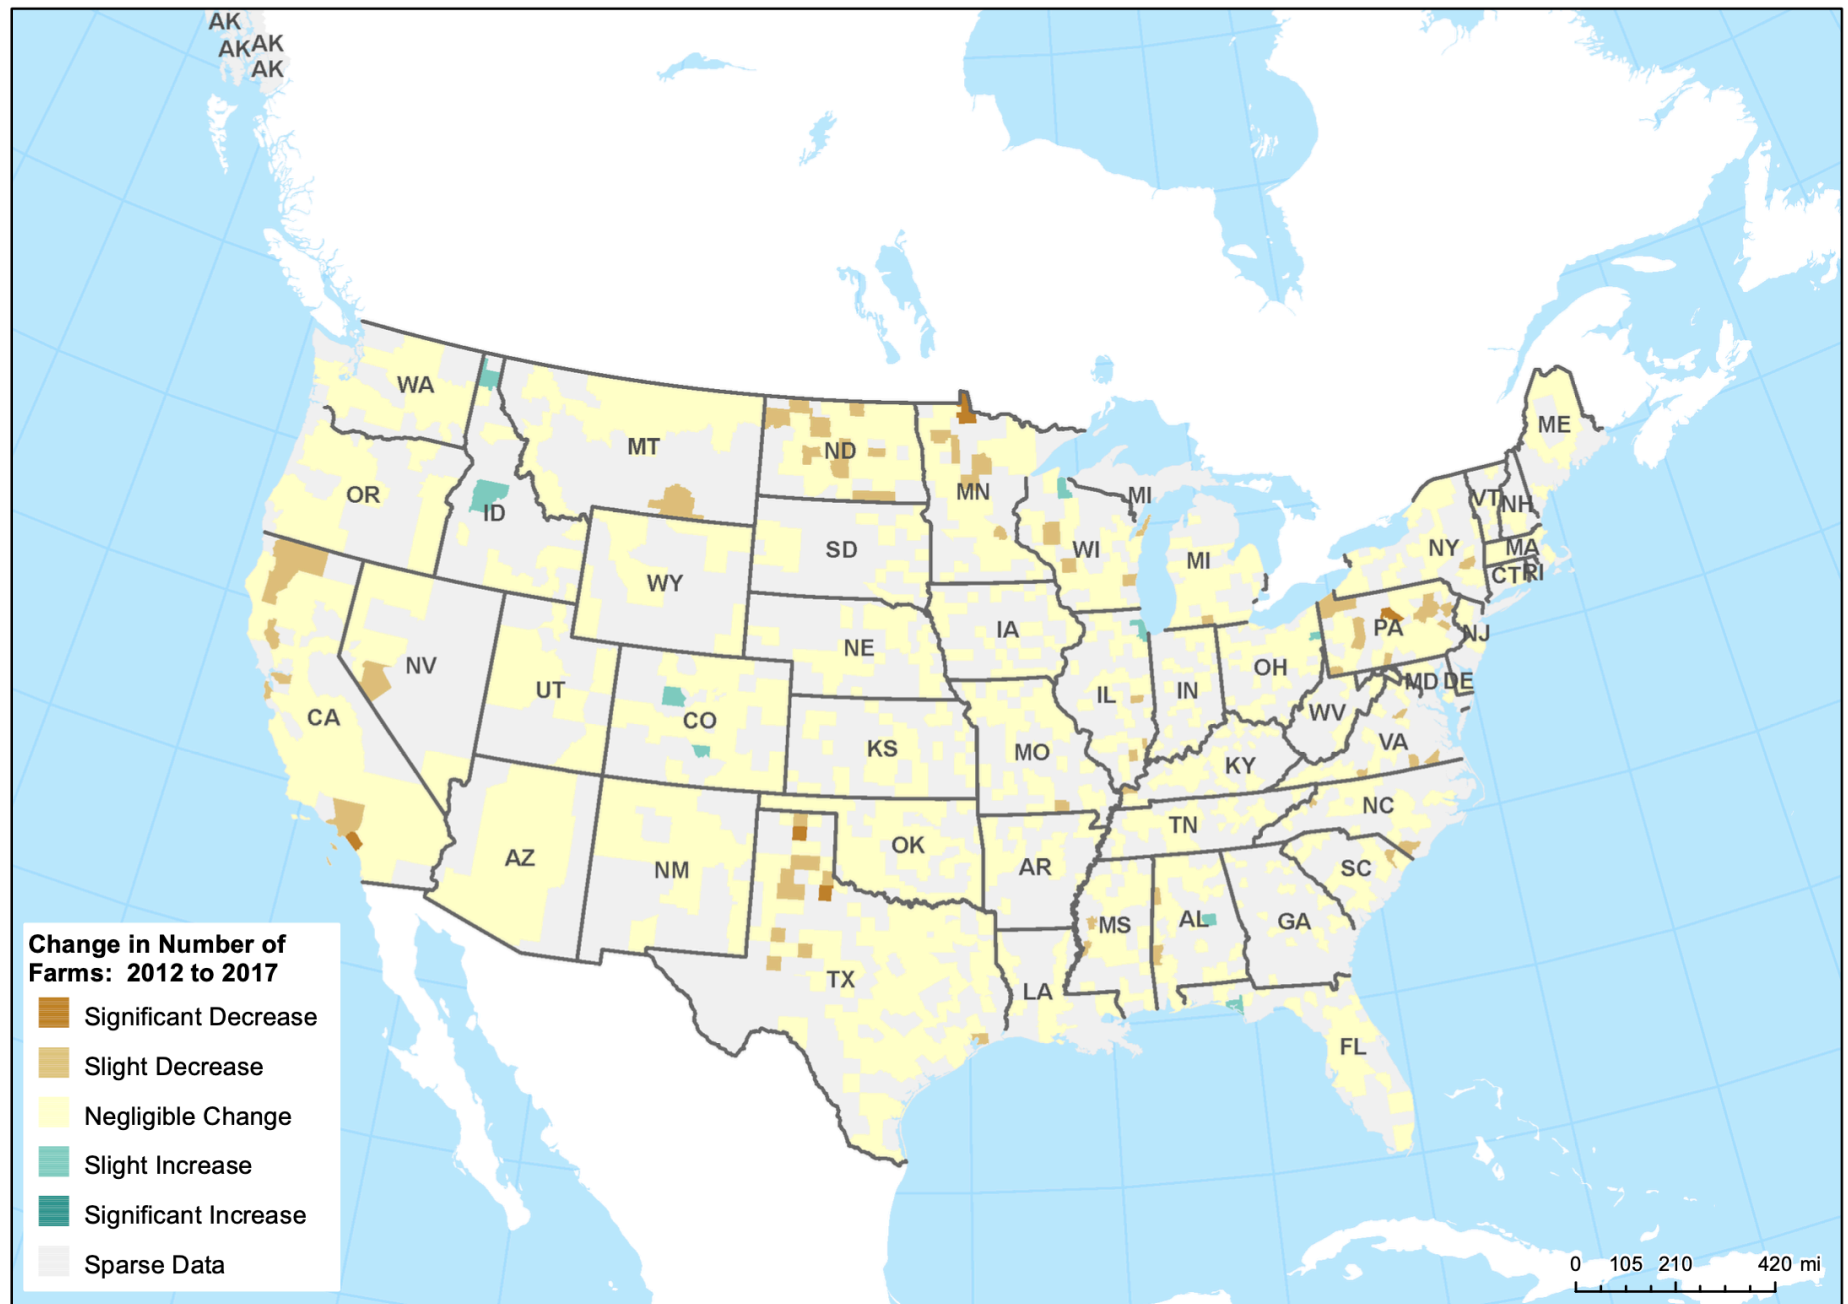 AK
AK AK
AK
WA
MT
ND
MN
OR
ID
SD
WY
WI
MI
MI
ME
VT
NH
NY
MA
CT
RI
IA
NE
NV
UT
CO
CA
KS
MO
IL
IN
OH
PA
NJ
MD
DE
WV
VA
KY
NC
TN
SC
AZ
NM
OK
AR
TX
LA
MS
AL
GA
FL
Change in Number of
Farms: 2012 to 2017
Significant Decrease
Slight Decrease
Negligible Change
Slight Increase
Significant Increase
Sparse Data
0 105 210 420 mi